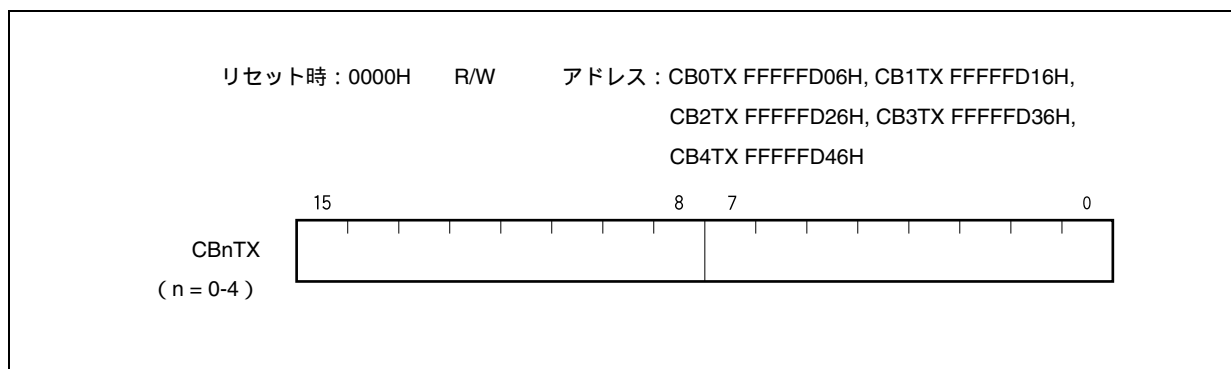 リセット時：0000H　　R/W　　アドレス：CB0TX FFFFFD06H, CB1TX FFFFFD16H,
CB2TX FFFFFD26H, CB3TX FFFFFD36H,
CB4TX FFFFFD46H
15 8 7 0
CBnTX
（n = 0-4）